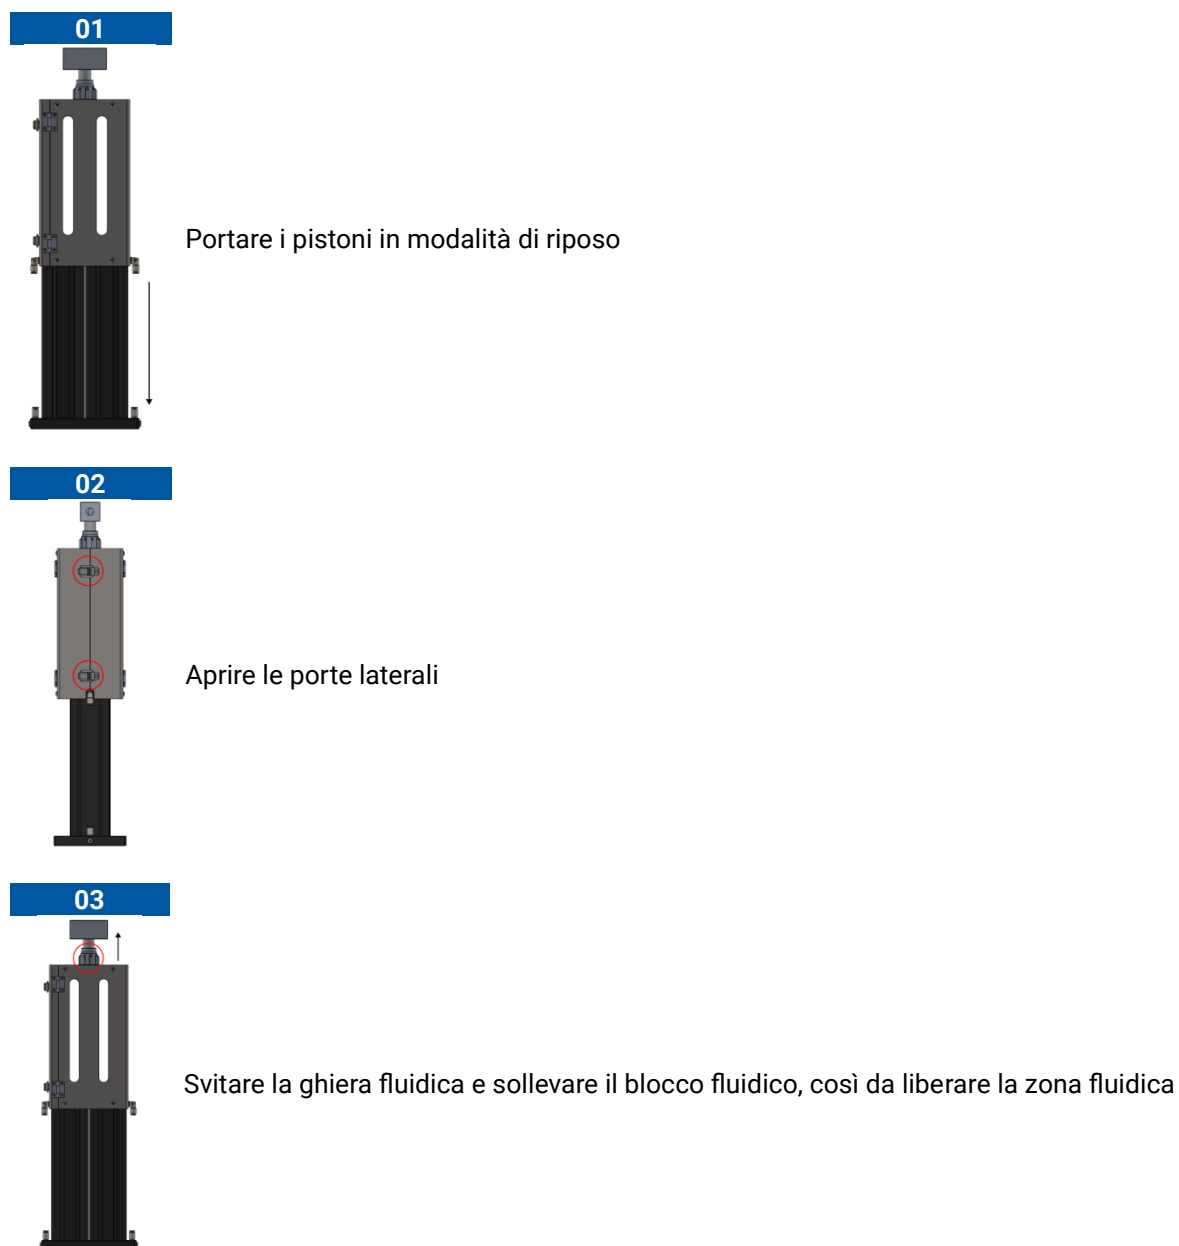 01
Portare i pistoni in modalità di riposo
02
Aprire le porte laterali
03
Svitare la ghiera fluidica e sollevare il blocco fluidico, così da liberare la zona fluidica